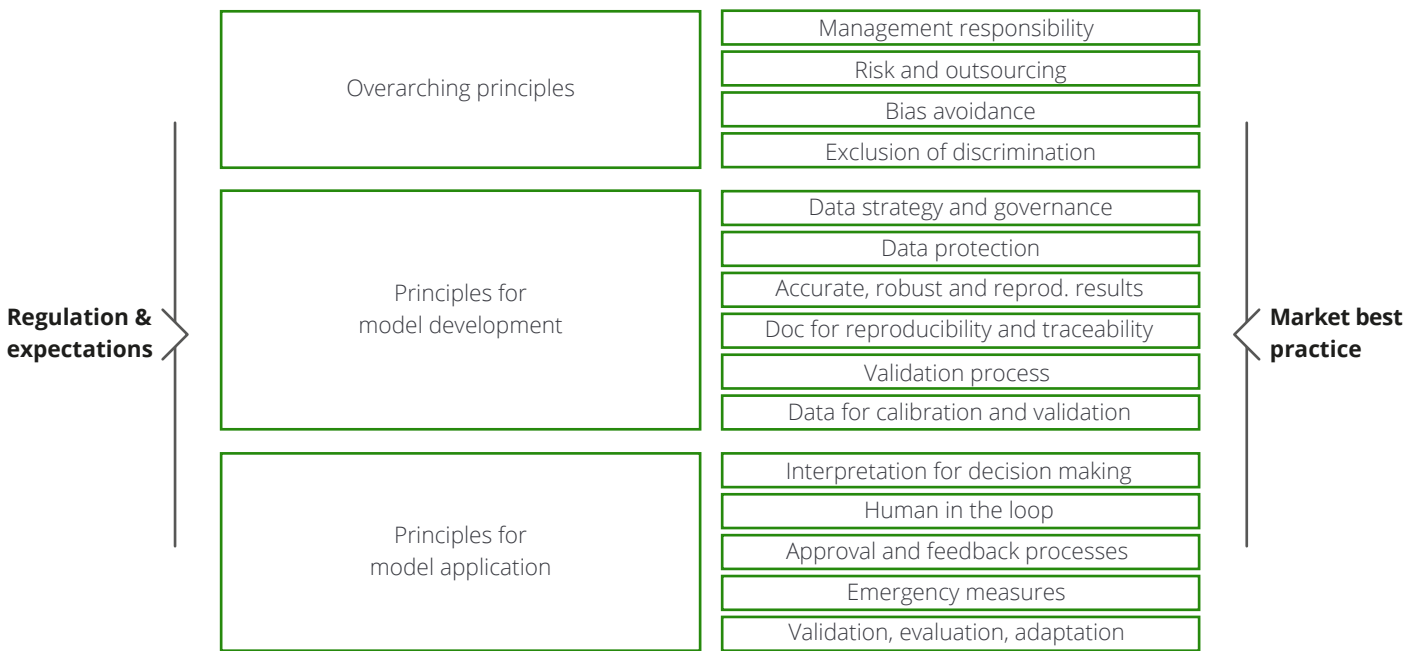 Regulation &
expectations
Overarching principles
Management responsibility
Risk and outsourcing
Bias avoidance
Exclusion of discrimination
Principles for
model development
Data strategy and governance
Data protection
Accurate, robust and reprod. results
Doc for reproducibility and traceability
Validation process
Data for calibration and validation
Principles for
model application
Interpretation for decision making
Human in the loop
Approval and feedback processes
Emergency measures
Validation, evaluation, adaptation
Market best
practice